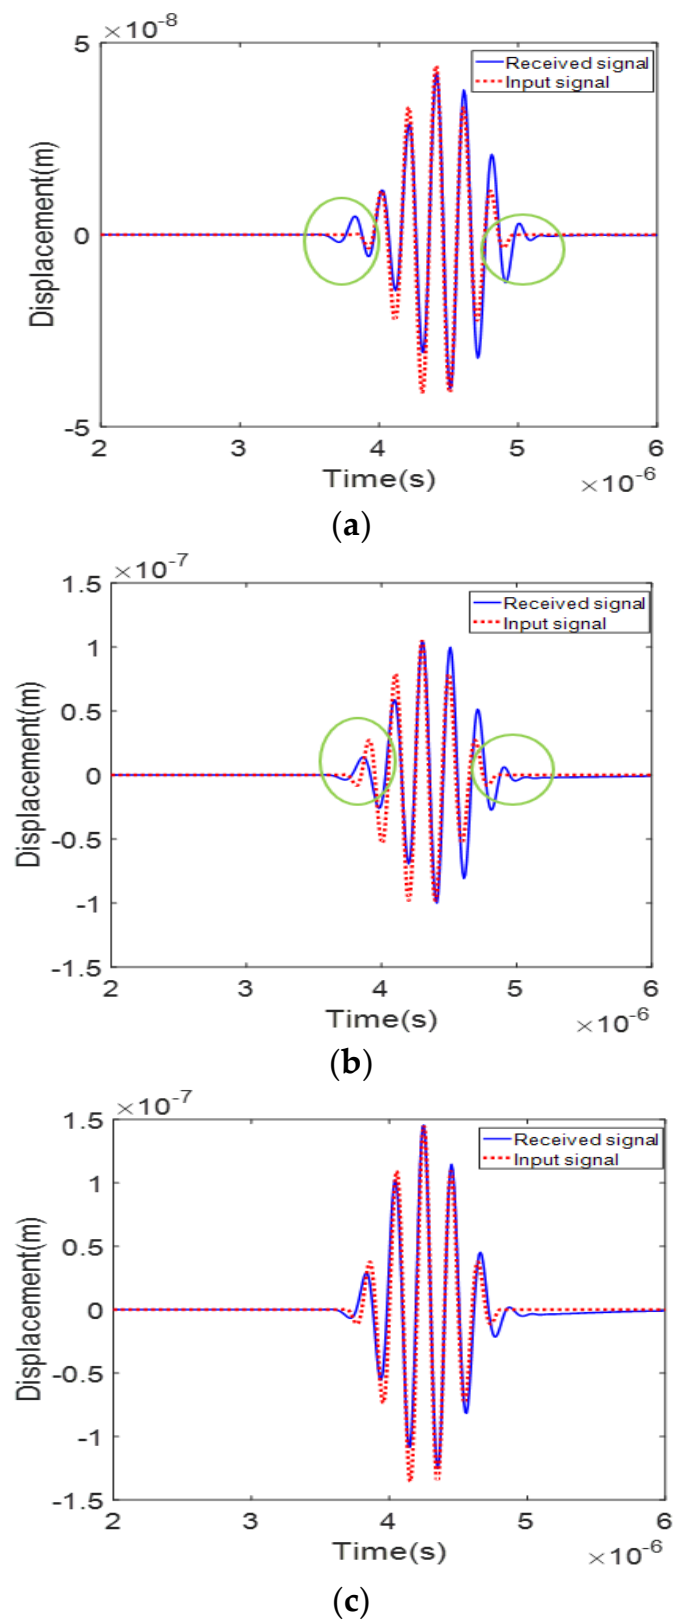 ×10⁻⁸
5
Received signal
Input signal
Displacement(m)
0
-5
2 3 4 5 6
Time(s)
×10⁻⁶
(a)
×10⁻⁷
1.5
Received signal
Input signal
1
0.5
Displacement(m)
0
-0.5
-1
-1.5
2 3 4 5 6
Time(s)
×10⁻⁶
(b)
×10⁻⁷
1.5
Received signal
Input signal
1
0.5
Displacement(m)
0
-0.5
-1
-1.5
2 3 4 5 6
Time(s)
×10⁻⁶
(c)